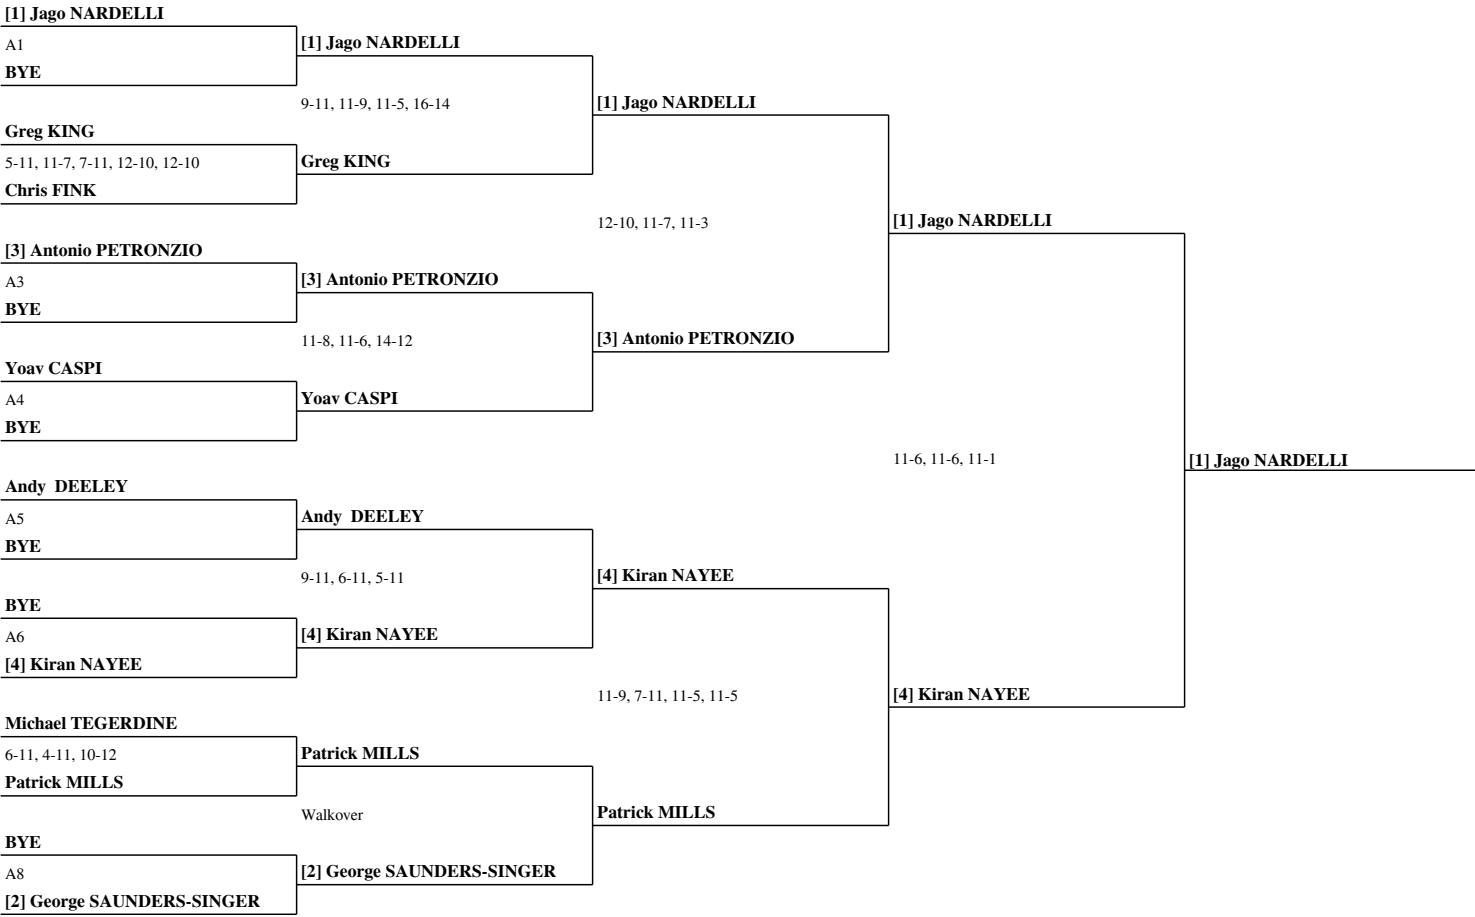 [1] Jago NARDELLI
A1
BYE
Greg KING
5-11, 11-7, 7-11, 12-10, 12-10
Chris FINK
[3] Antonio PETRONZIO
A3
BYE
Yoav CASPI
A4
BYE
Andy  DEELEY
A5
BYE
BYE
A6
[4] Kiran NAYEE
Michael TEGERDINE
6-11, 4-11, 10-12
Patrick MILLS
BYE
A8
[2] George SAUNDERS-SINGER
[1] Jago NARDELLI
9-11, 11-9, 11-5, 16-14
Greg KING
[3] Antonio PETRONZIO
11-8, 11-6, 14-12
Yoav CASPI
Andy  DEELEY
9-11, 6-11, 5-11
[4] Kiran NAYEE
Patrick MILLS
Walkover
[2] George SAUNDERS-SINGER
[1] Jago NARDELLI
12-10, 11-7, 11-3
[3] Antonio PETRONZIO
[4] Kiran NAYEE
11-9, 7-11, 11-5, 11-5
Patrick MILLS
[1] Jago NARDELLI
11-6, 11-6, 11-1
[4] Kiran NAYEE
[1] Jago NARDELLI